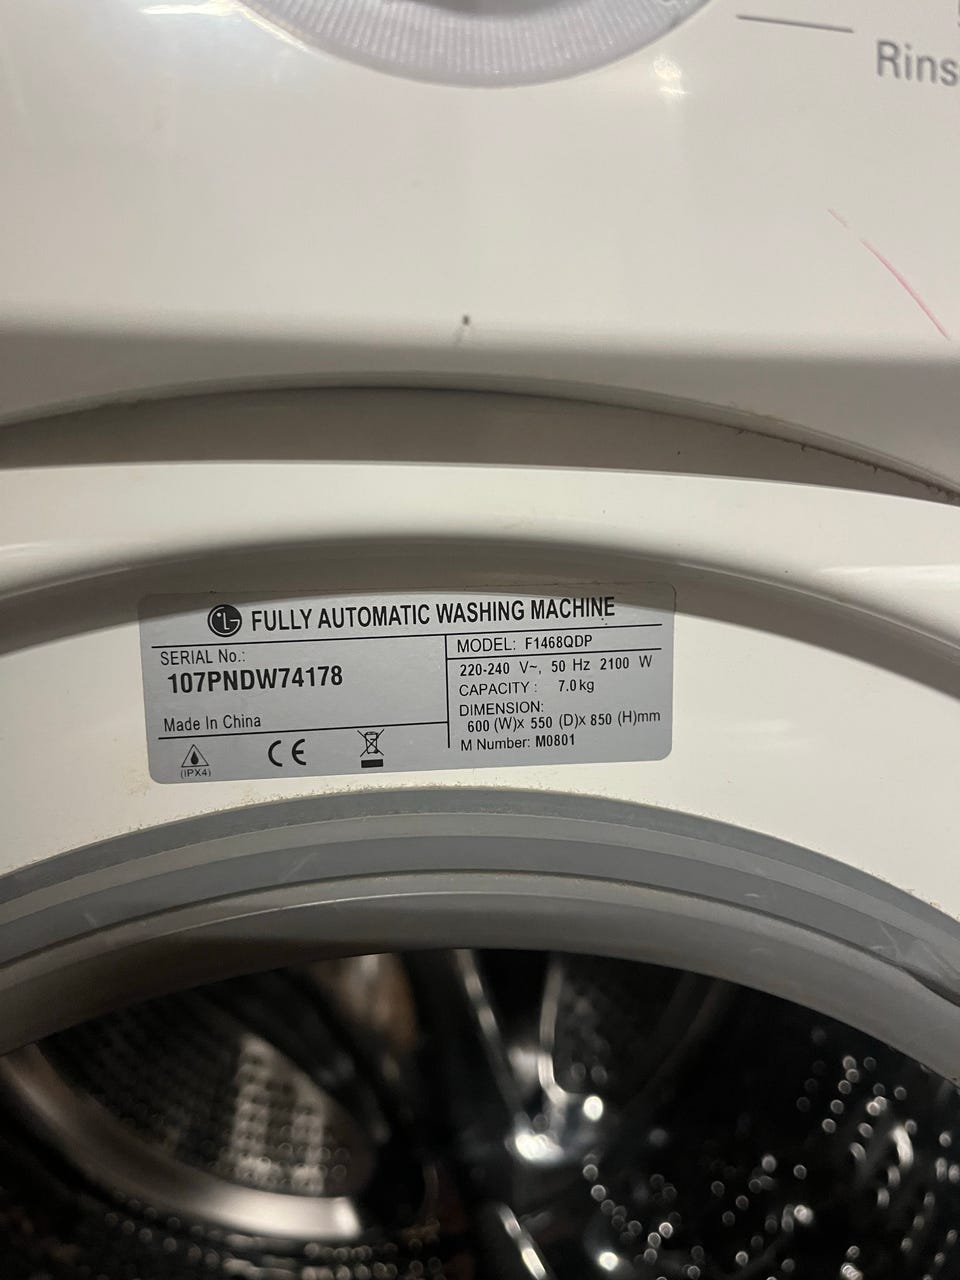 FULLY AUTOMATIC WASHING MACHINE
SERIAL No.:
107PNDW74178
Made In China
(IPX4)
CE
MODEL: F1468QDP
220-240 V~, 50 Hz 2100 W
CAPACITY : 7.0kg
DIMENSION:
600 (W)x 550 (D)x 850 (H)mm
M Number: M0801